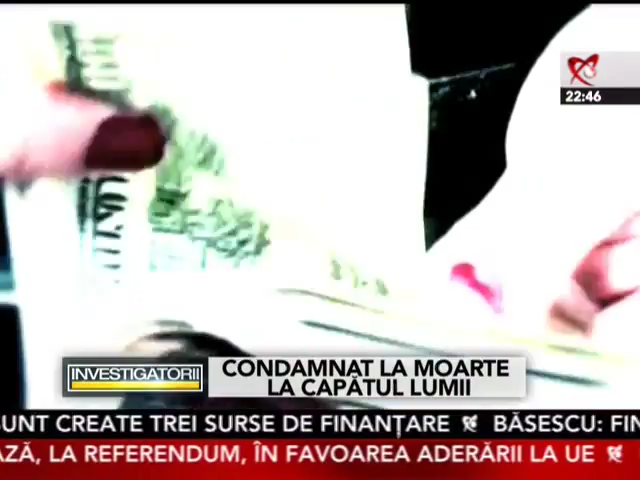 22:46
INVESTIGATORII
CONDAMNAT LA MOARTE
LA CAPĂTUL LUMII
SUNT CREATE TREI SURSE DE FINANȚARE BĂSESCU: FIN
EAZĂ, LA REFERENDUM, ÎN FAVOAREA ADERĂRII LA UE